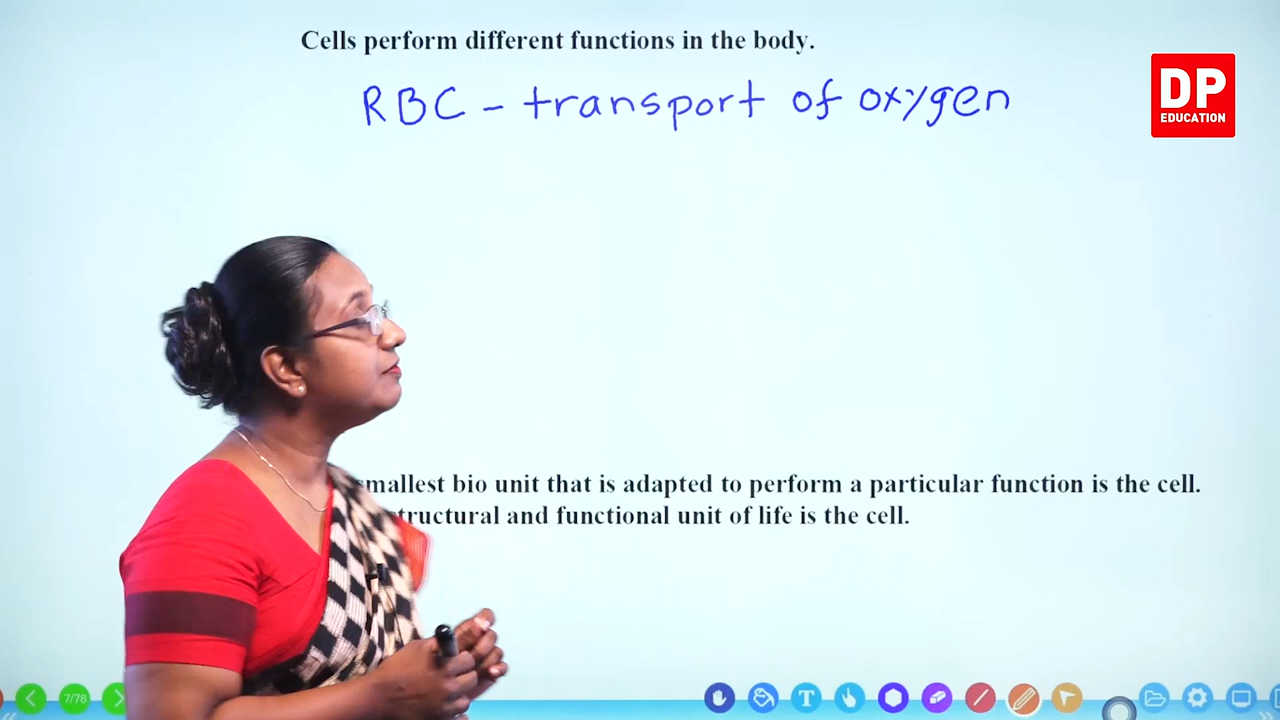 Cells perform different functions in the body.
RBC - transport of oxygen
DP
EDUCATION
smallest bio unit that is adapted to perform a particular function is the cell.
structural and functional unit of life is the cell.
7/78
T